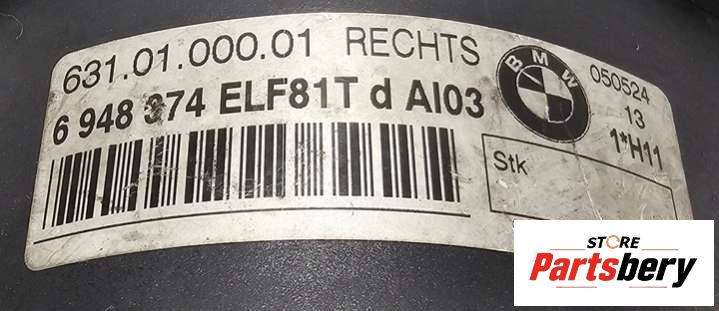 631.01.000.01 RECHTS
6 948 374 ELF81T d AI03
BMW
050524
13
1*H11
Stk
STORE
Partsbery